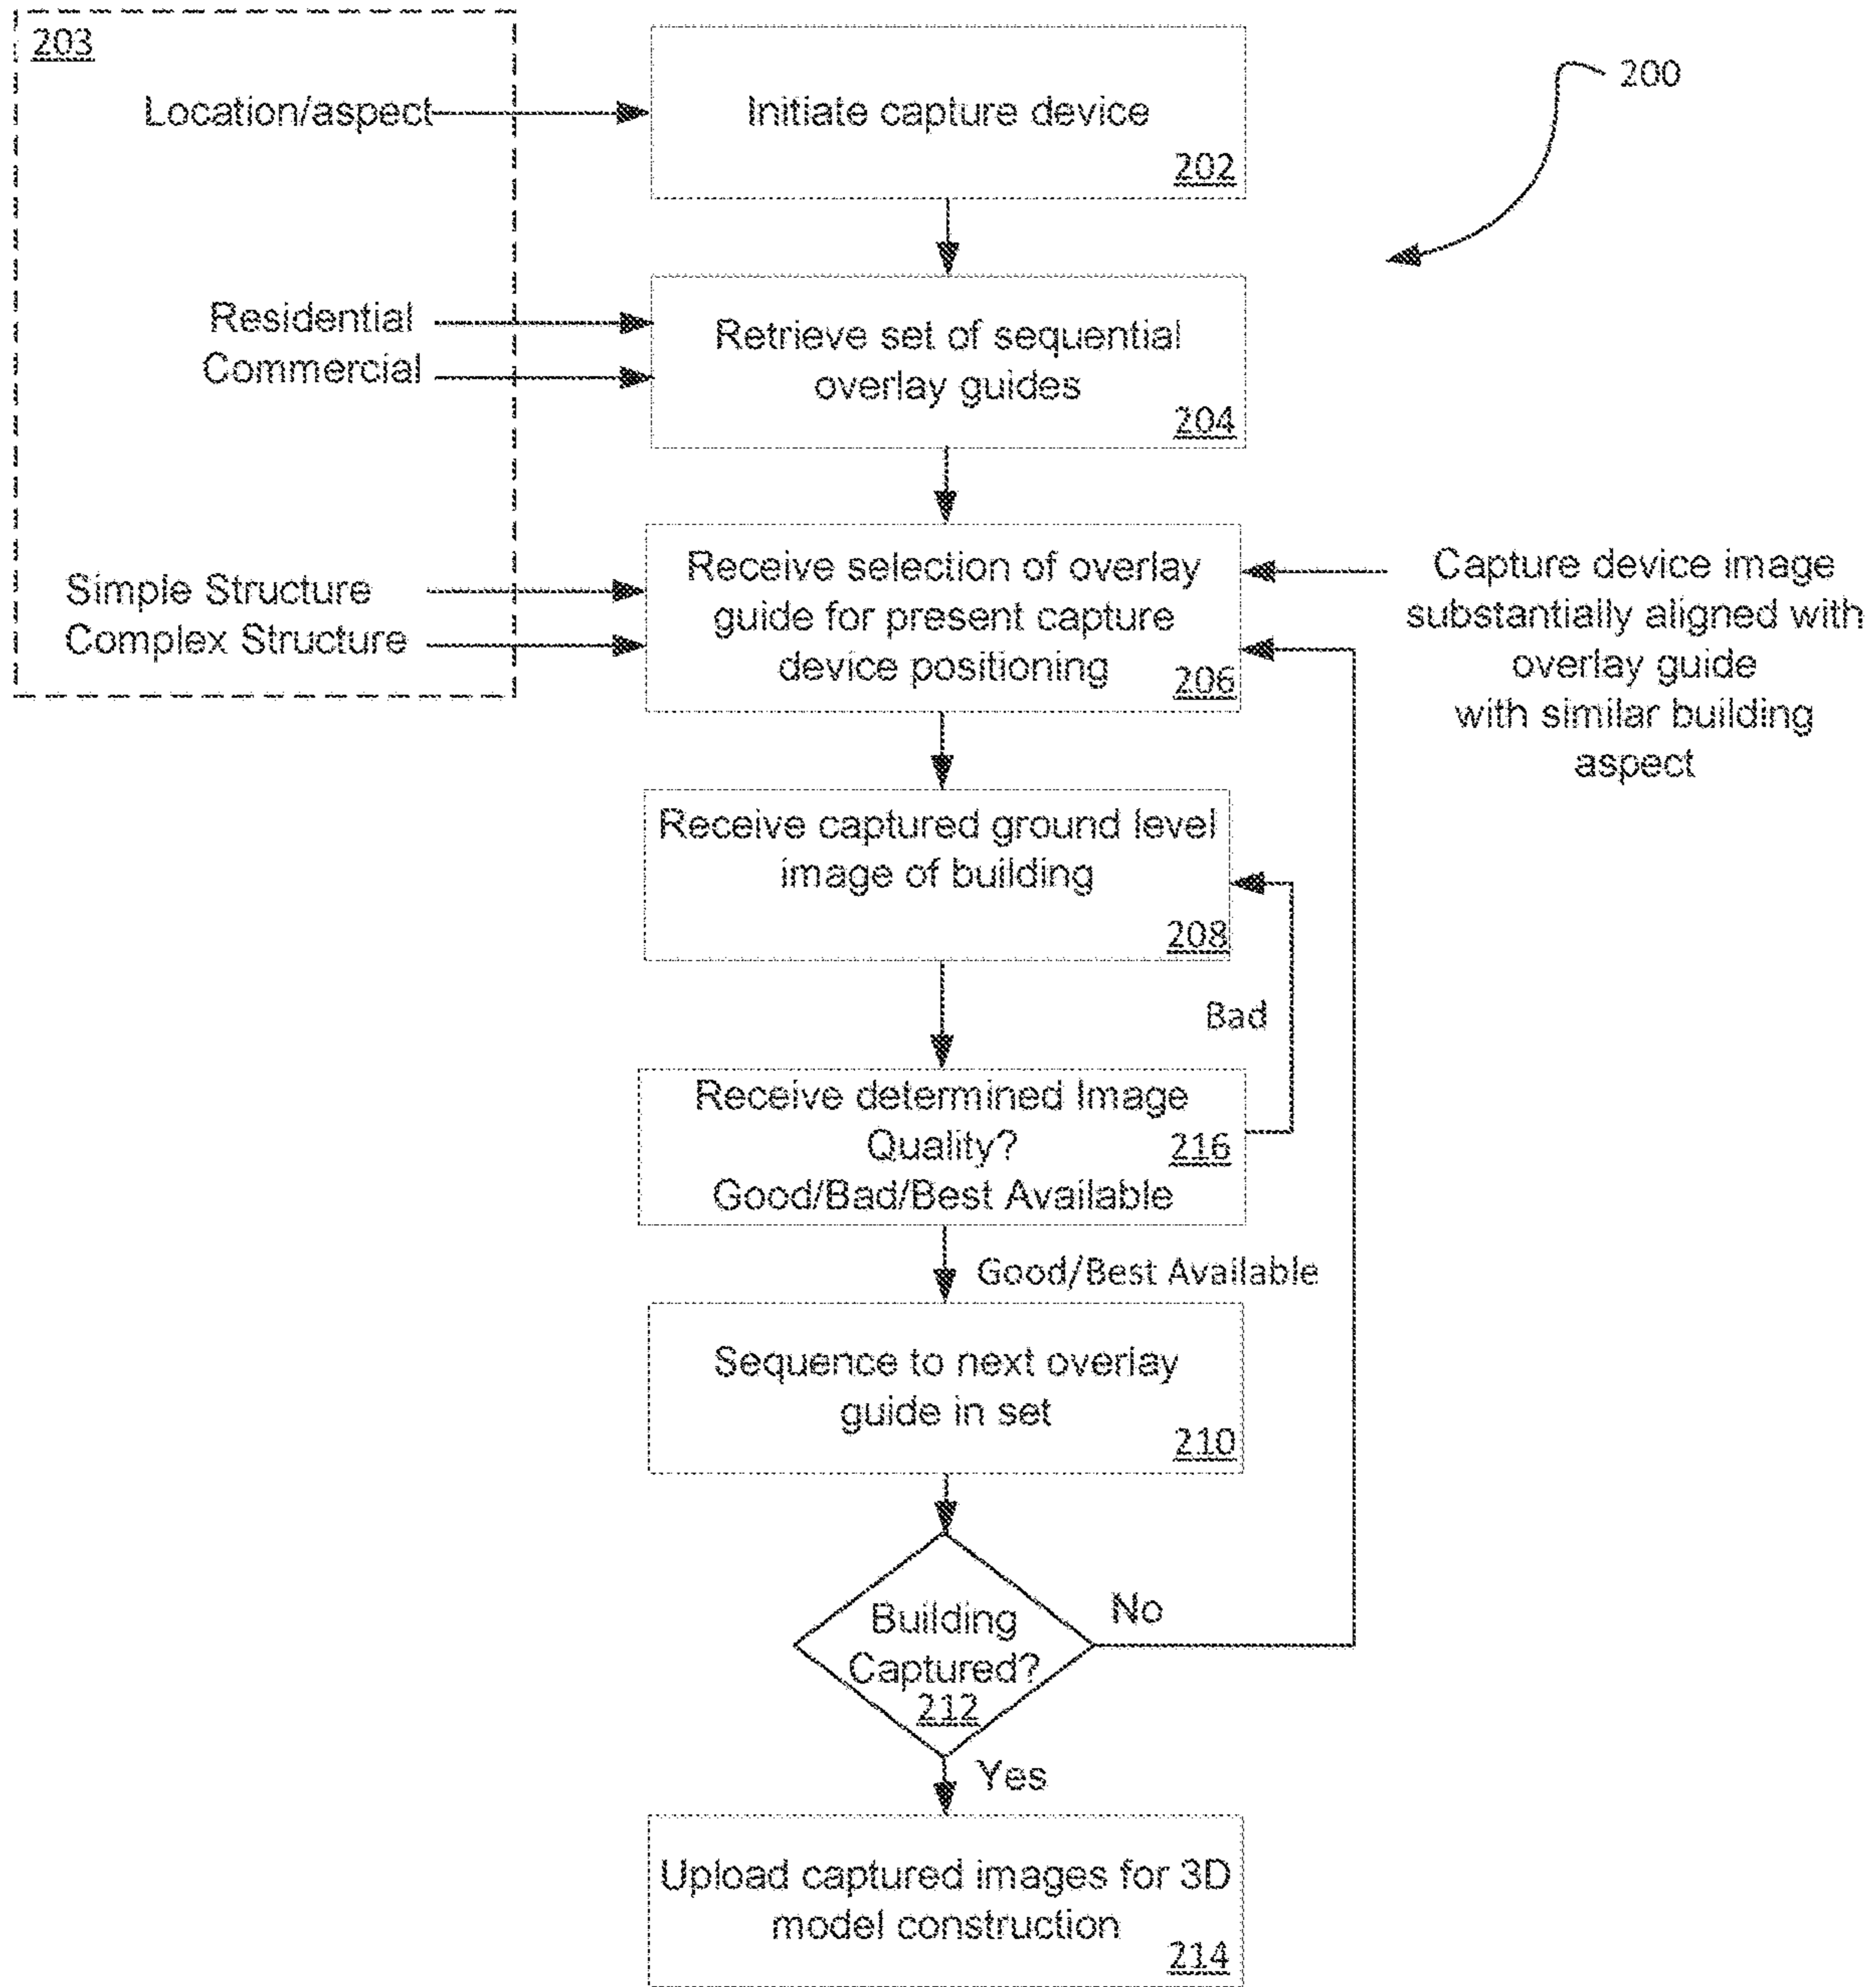 203
200
Location/aspect
Initiate capture device
202
Residential
Commercial
Retrieve set of sequential
overlay guides
204
Simple Structure
Complex Structure
Receive selection of overlay
guide for present capture
device positioning
206
Capture device image
substantially aligned with
overlay guide
with similar building
aspect
Receive captured ground level
image of building
208
Bad
Receive determined Image
Quality?
216
Good/Bad/Best Available
Good/Best Available
Sequence to next overlay
guide in set
210
Building
Captured?
212
No
Yes
Upload captured images for 3D
model construction
214